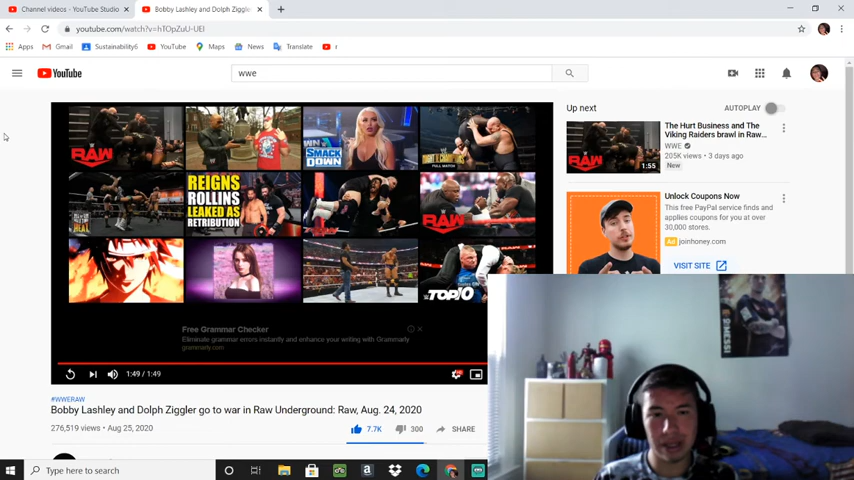 Channel videos - YouTube Studio
Bobby Lashley and Dolph Ziggler
youtube.com/watch?v=hTOpZuU-UEI
Apps
Gmail
Sustainability6
YouTube
Maps
News
Translate
r
YouTube
wwe
RAW
SMACK
DOWN
FULL MATCH
REIGNS
ROLLINS
LEAKED AS
RETRIBUTION
RAW
TOP10
Free Grammar Checker
Eliminate grammar errors instantly and enhance your writing with Grammarly
grammarly.com
1:49 / 1:49
#WWERAW
Bobby Lashley and Dolph Ziggler go to war in Raw Underground: Raw, Aug. 24, 2020
276,519 views • Aug 25, 2020
7.7K
300
SHARE
Up next
AUTOPLAY
RAW
1:55
The Hurt Business and The
Viking Raiders brawl in Raw...
WWE
205K views • 3 days ago
New
Unlock Coupons Now
This free PayPal service finds and
applies coupons for you at over
30,000 stores.
Ad joinhoney.com
VISIT SITE
Type here to search